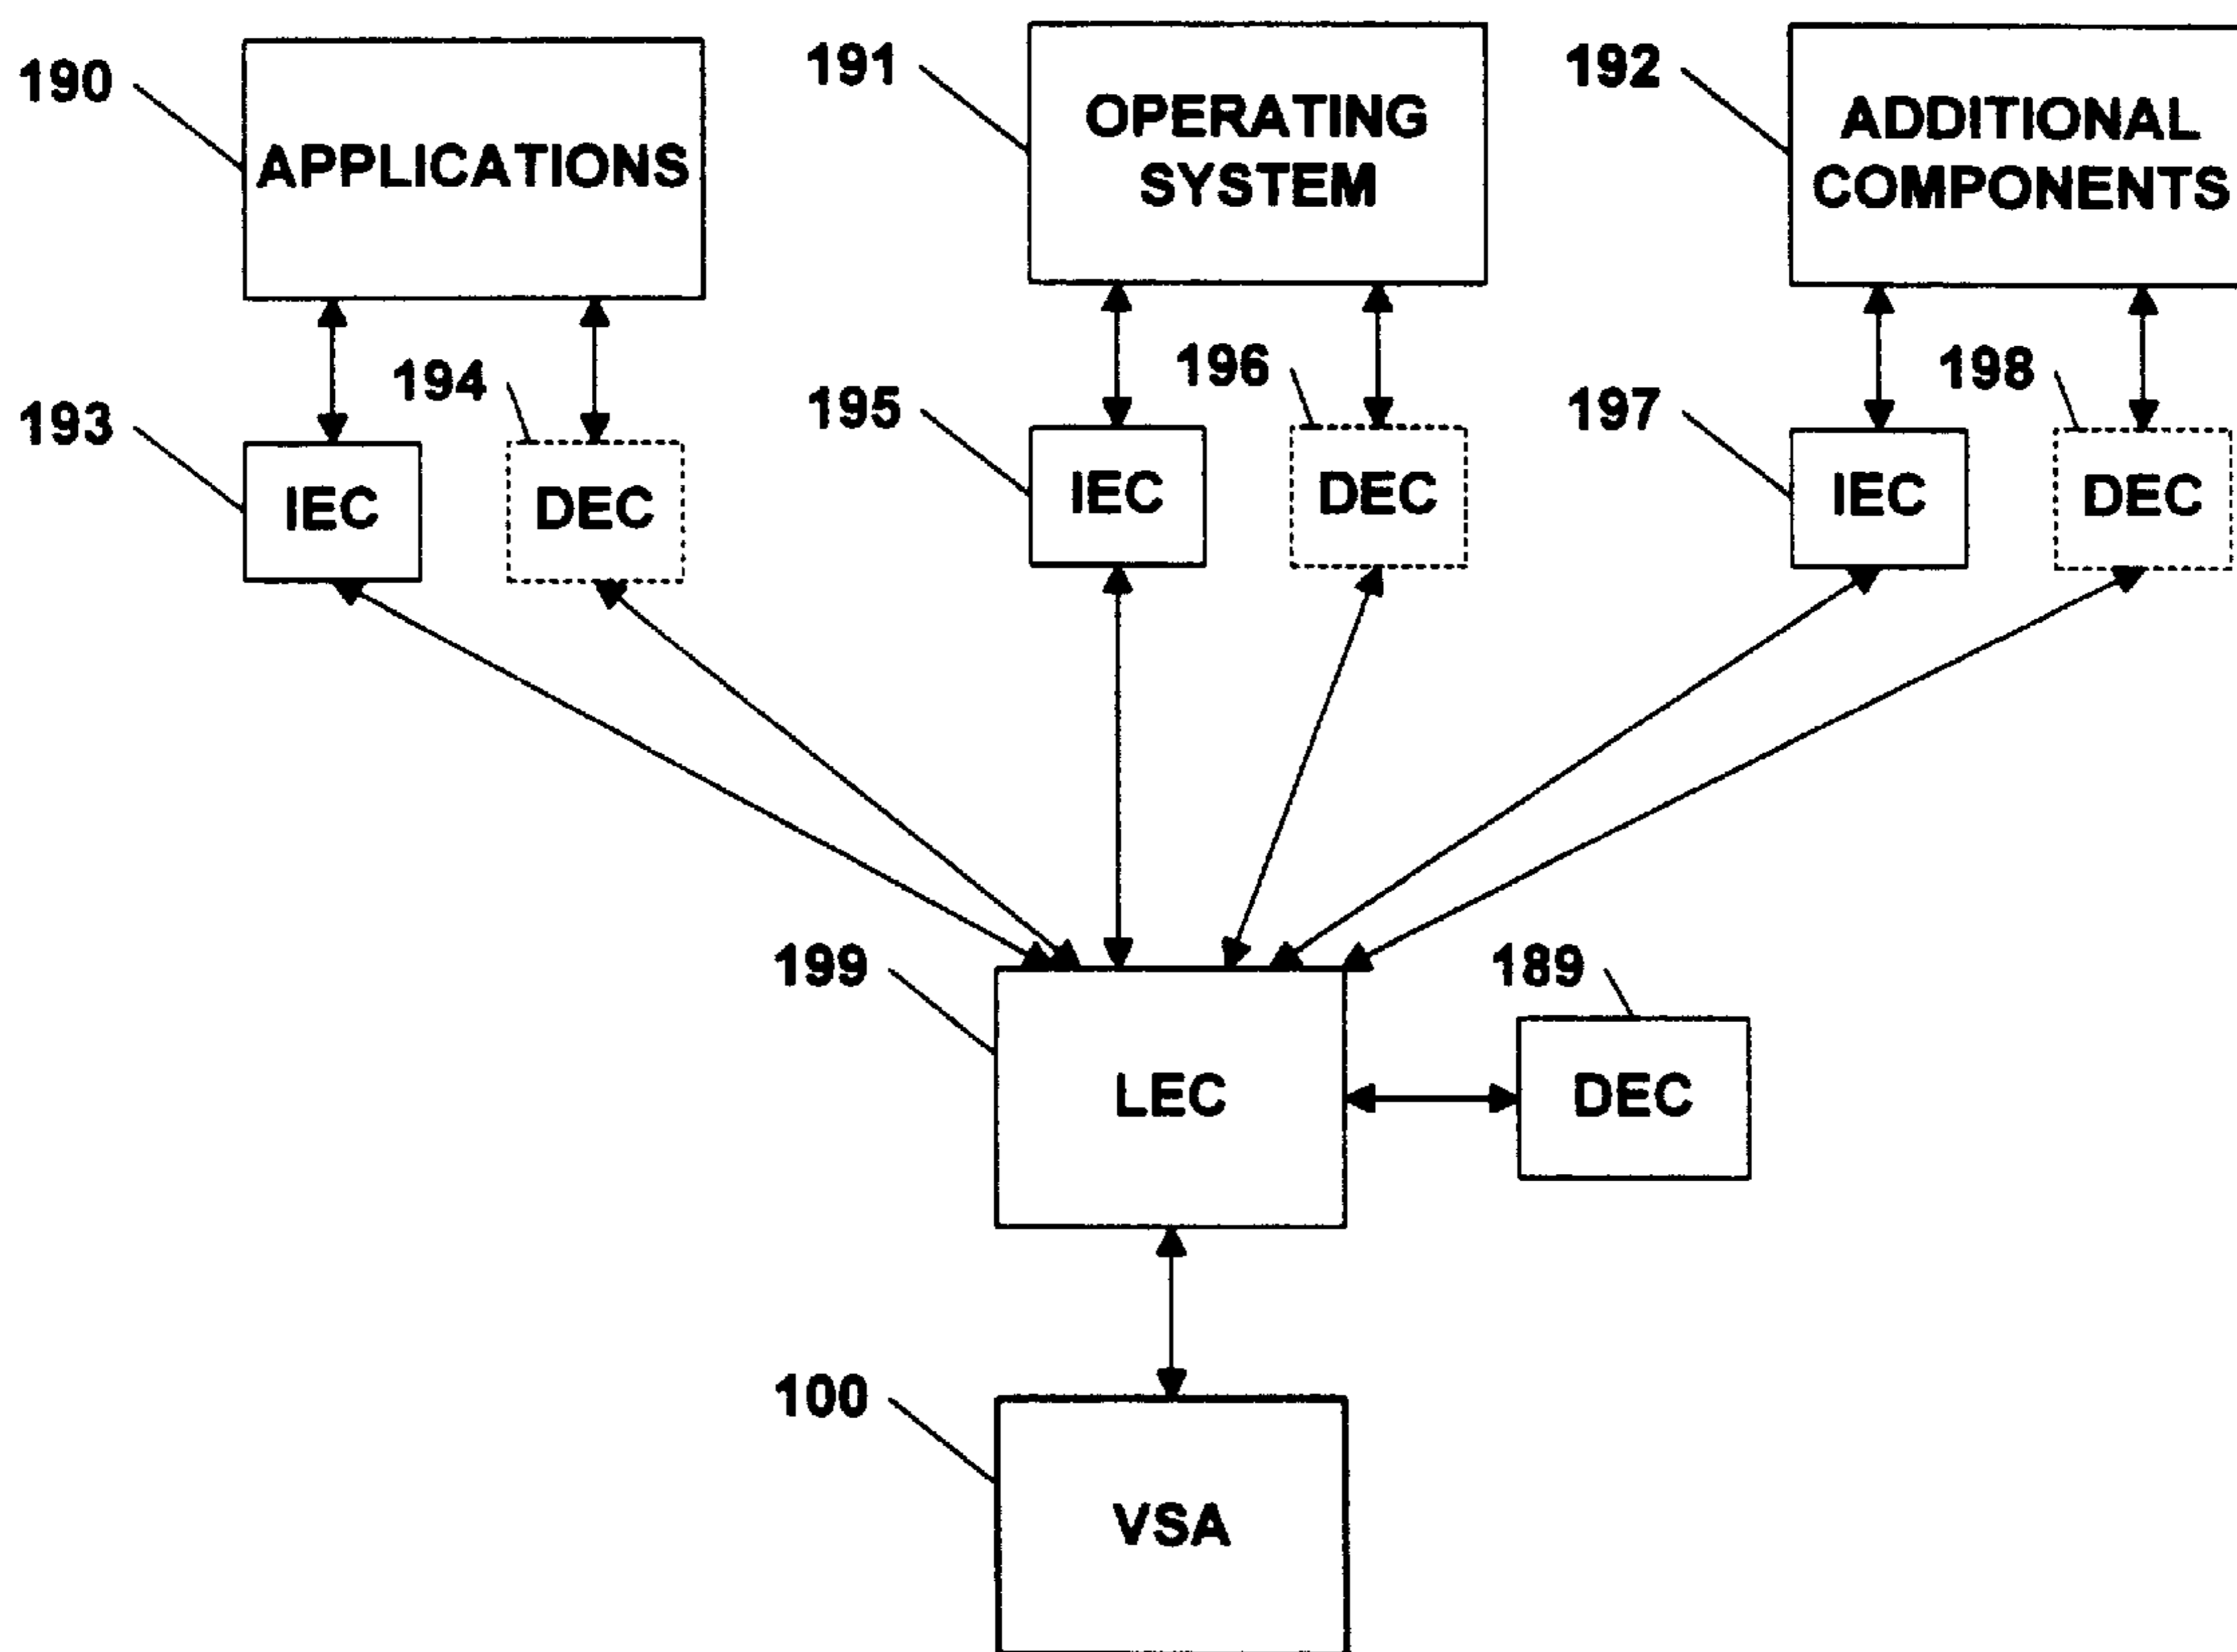 190
APPLICATIONS
191
OPERATING
SYSTEM
192
ADDITIONAL
COMPONENTS
193
IEC
194
DEC
195
IEC
196
DEC
197
IEC
198
DEC
199
LEC
189
DEC
100
VSA